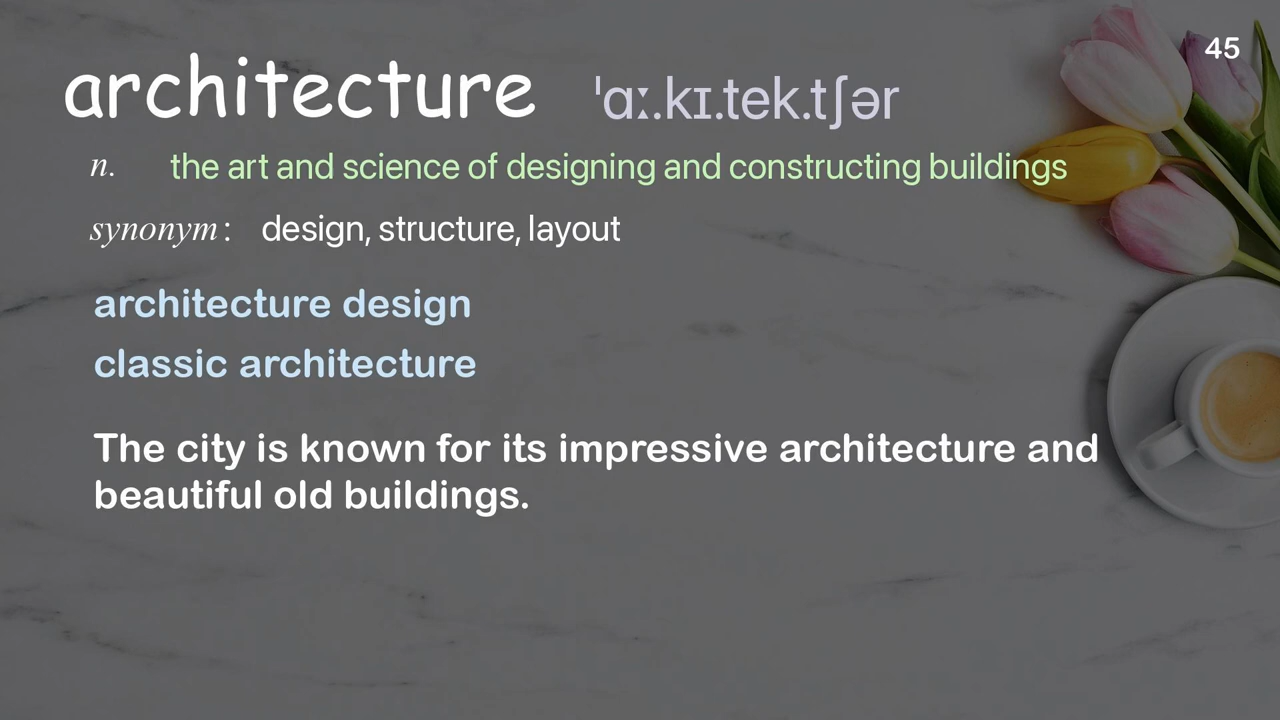 45
architecture ˈɑː.kɪ.tek.tʃər
n. the art and science of designing and constructing buildings
synonym: design, structure, layout
architecture design
classic architecture
The city is known for its impressive architecture and
beautiful old buildings.